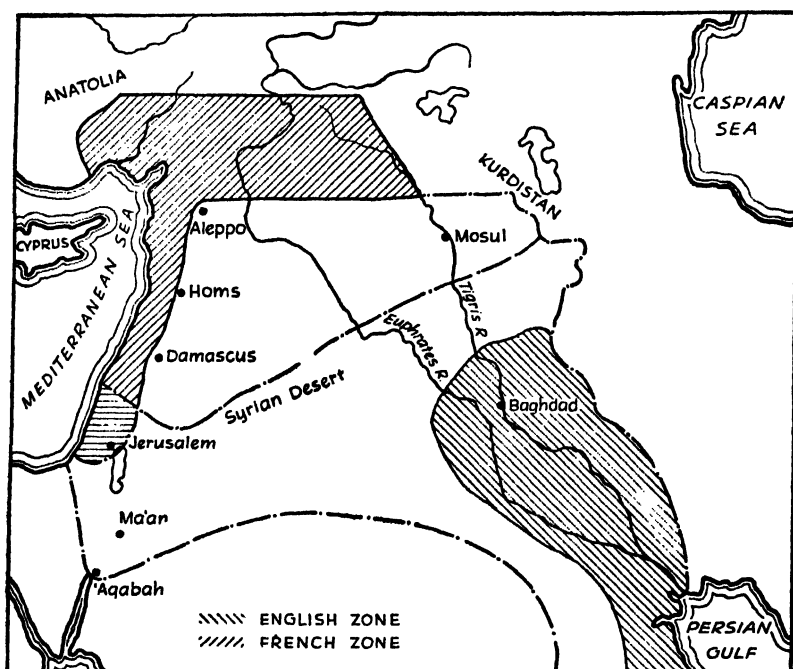 ANATOLIA
CASPIAN
SEA
KURDISTAN
CYPRUS
MEDITERRANEAN SEA
Aleppo
Mosul
Homs
Tigris R.
Euphrates R.
Damascus
Syrian Desert
Baghdad
Jerusalem
Ma'an
'Aqabah
ENGLISH ZONE
FRENCH ZONE
PERSIAN
GULF